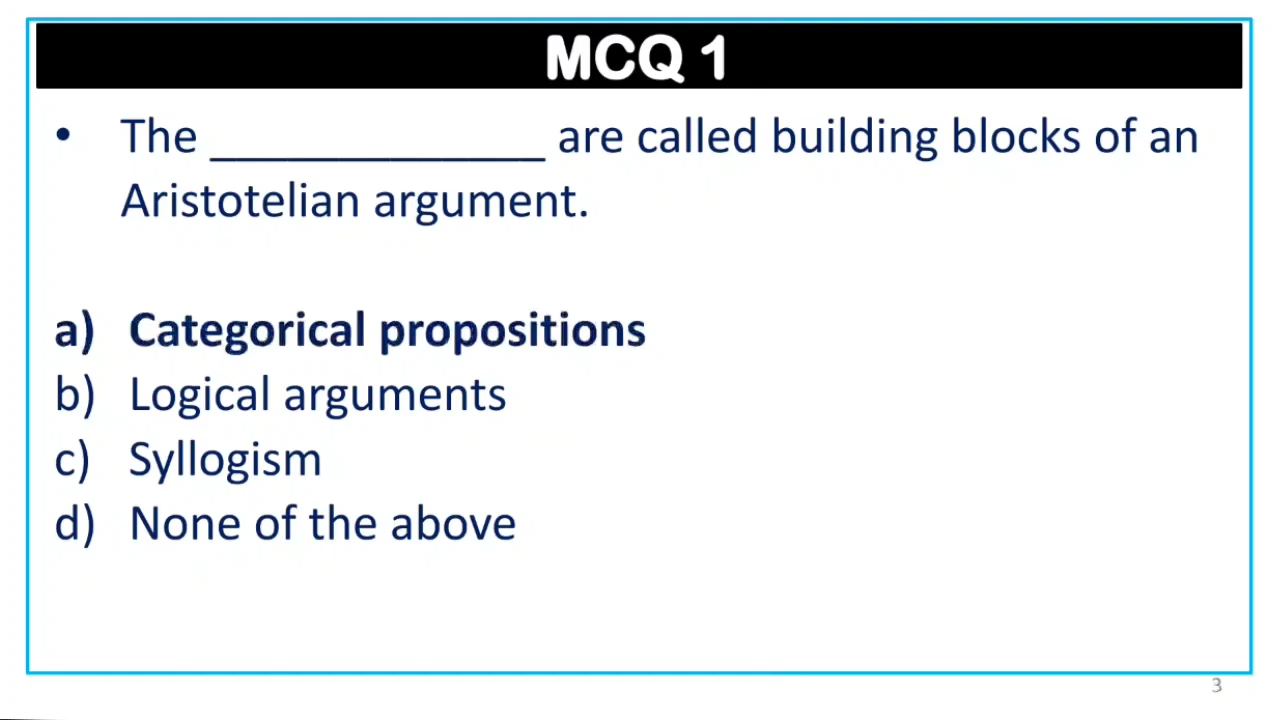 MCQ 1
• The _____________ are called building blocks of an
Aristotelian argument.
a) Categorical propositions
b) Logical arguments
c) Syllogism
d) None of the above
3